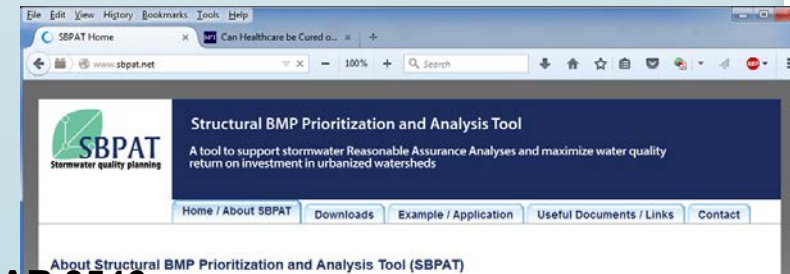 File Edit View History Bookmarks Tools Help
SBPAT Home × Can Healthcare be Cured o... × +
www.sbpat.net
100%
Search
ABP
SBPAT
Stormwater quality planning
Structural BMP Prioritization and Analysis Tool
A tool to support stormwater Reasonable Assurance Analyses and maximize water quality
return on investment in urbanized watersheds
Home / About SBPAT Downloads Example / Application Useful Documents / Links Contact
About Structural BMP Prioritization and Analysis Tool (SBPAT)